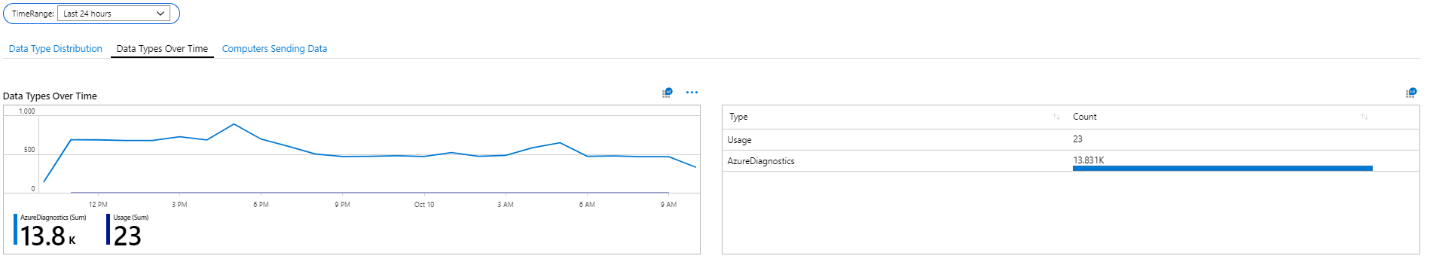 TimeRange: Last 24 hours
Data Type Distribution Data Types Over Time Computers Sending Data
Data Types Over Time
1,000
500
0
12 PM 3 PM 6 PM 9 PM Oct 10 3 AM 6 AM 9 AM
AzureDiagnostics (Sum) Usage (Sum)
13.8 K 23
Type Count
Usage 23
AzureDiagnostics 13.831K